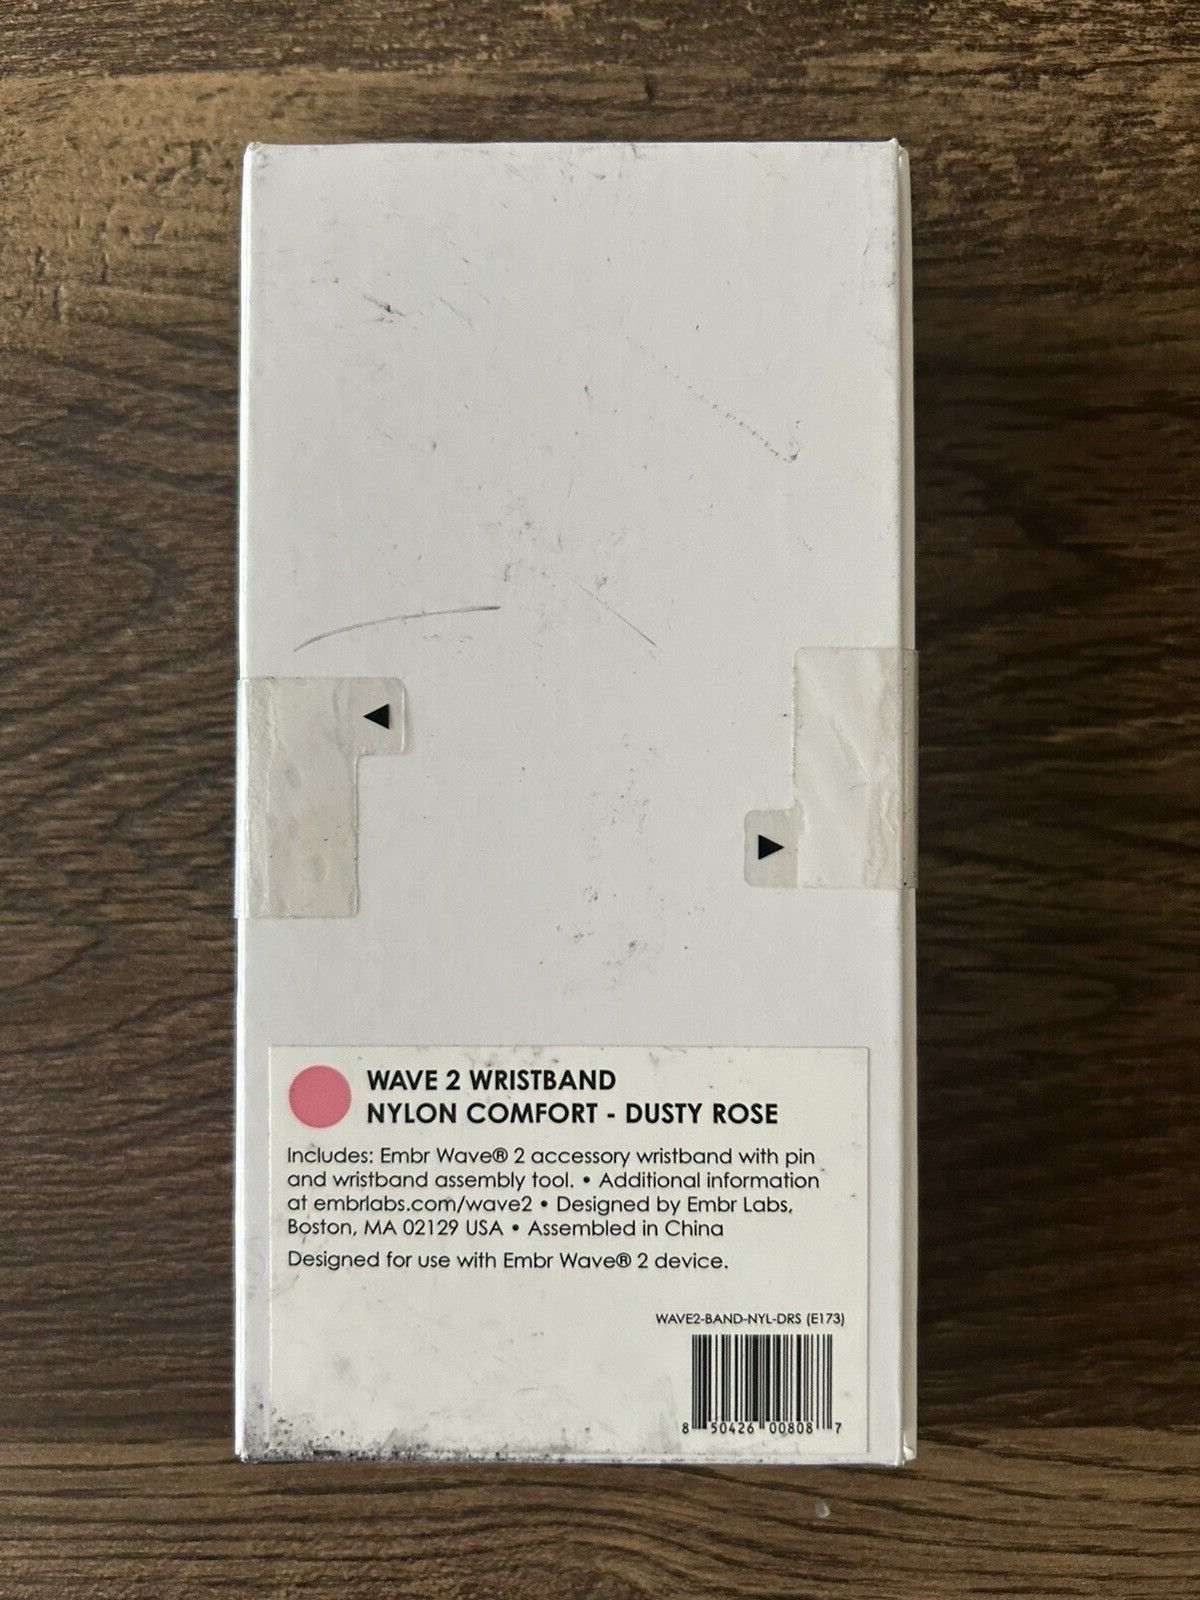 WAVE 2 WRISTBAND
NYLON COMFORT - DUSTY ROSE
Includes: Embr Wave® 2 accessory wristband with pin
and wristband assembly tool. • Additional information
at embrlabs.com/wave2 • Designed by Embr Labs,
Boston, MA 02129 USA • Assembled in China
Designed for use with Embr Wave® 2 device.
WAVE2-BAND-NYL-DRS (E173)
8 50426 00808 7